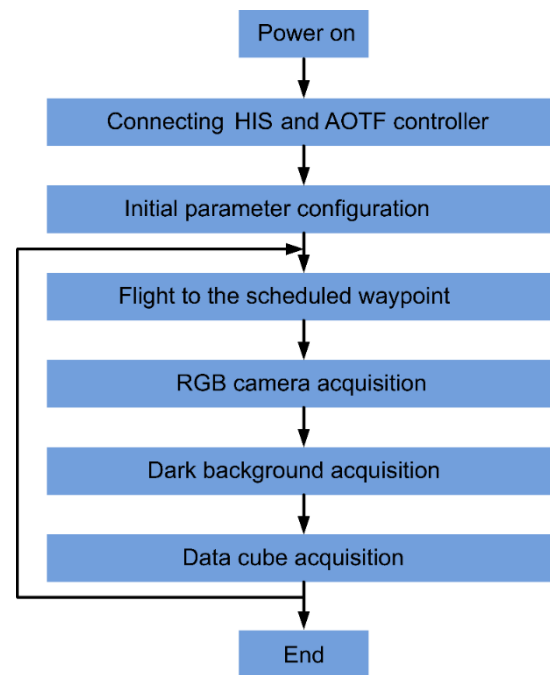 Power on
Connecting HIS and AOTF controller
Initial parameter configuration
Flight to the scheduled waypoint
RGB camera acquisition
Dark background acquisition
Data cube acquisition
End